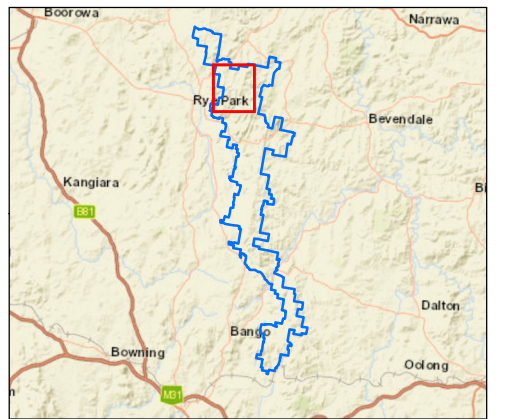 Boorowa
Narrawa
Rye Park
Bevendale
Kangiara
Bi
B81
Dalton
Bango
Bowning
Oolong
M31